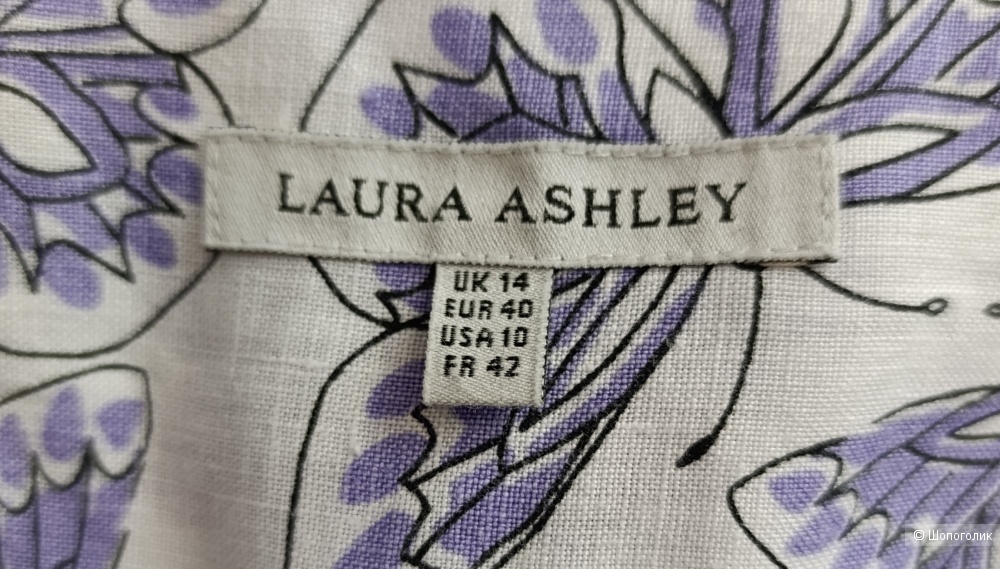 LAURA ASHLEY
UK 14
EUR 40
USA 10
FR 42
© Шопоголик